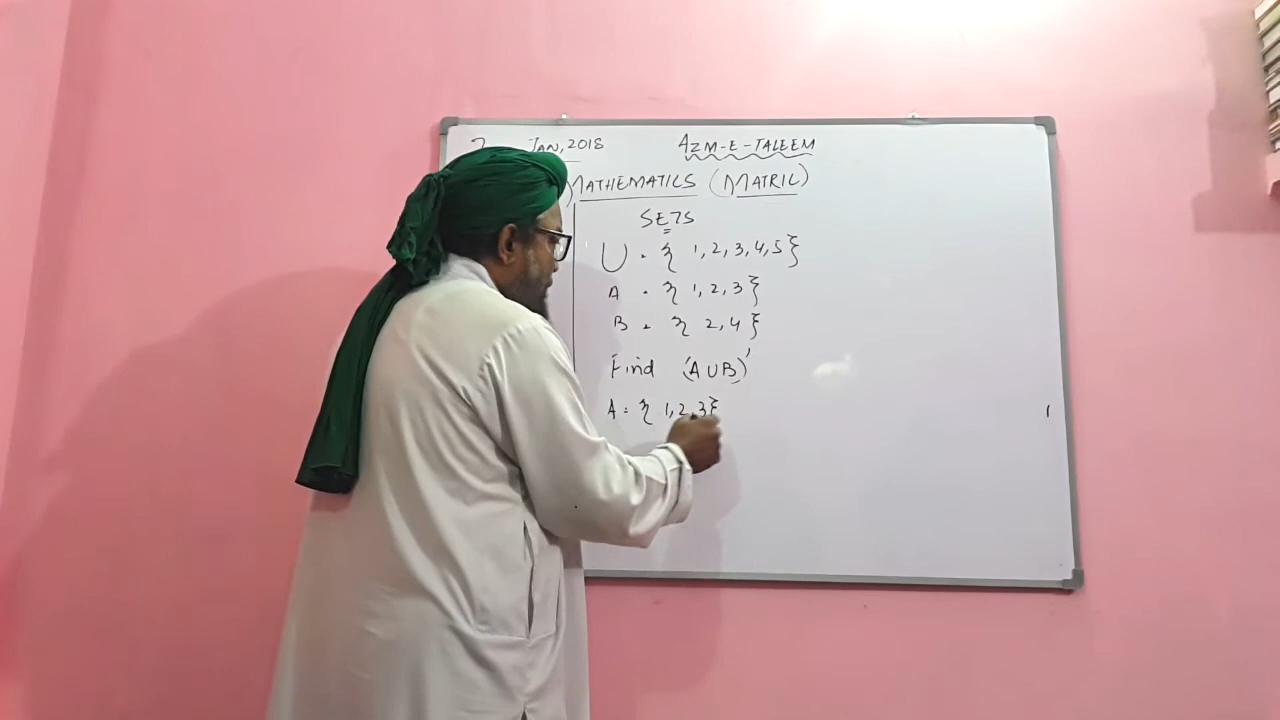 JAN, 2018 AZM-E-TALEEM
MATHEMATICS (MATRIC)
SETS
U = { 1, 2, 3, 4, 5 }
A = { 1, 2, 3 }
B = { 2, 4 }
Find (A∪B)'
A = { 1, 2, 3 }